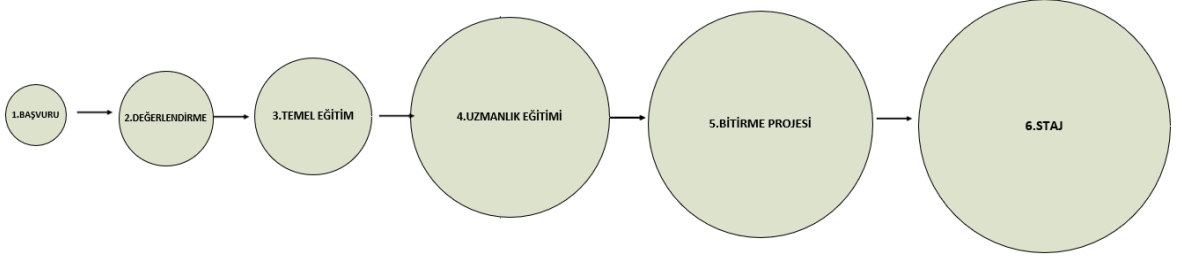 1.BAŞVURU
2.DEĞERLENDİRME
3.TEMEL EĞİTİM
4.UZMANLIK EĞİTİMİ
5.BİTİRME PROJESİ
6.STAJ